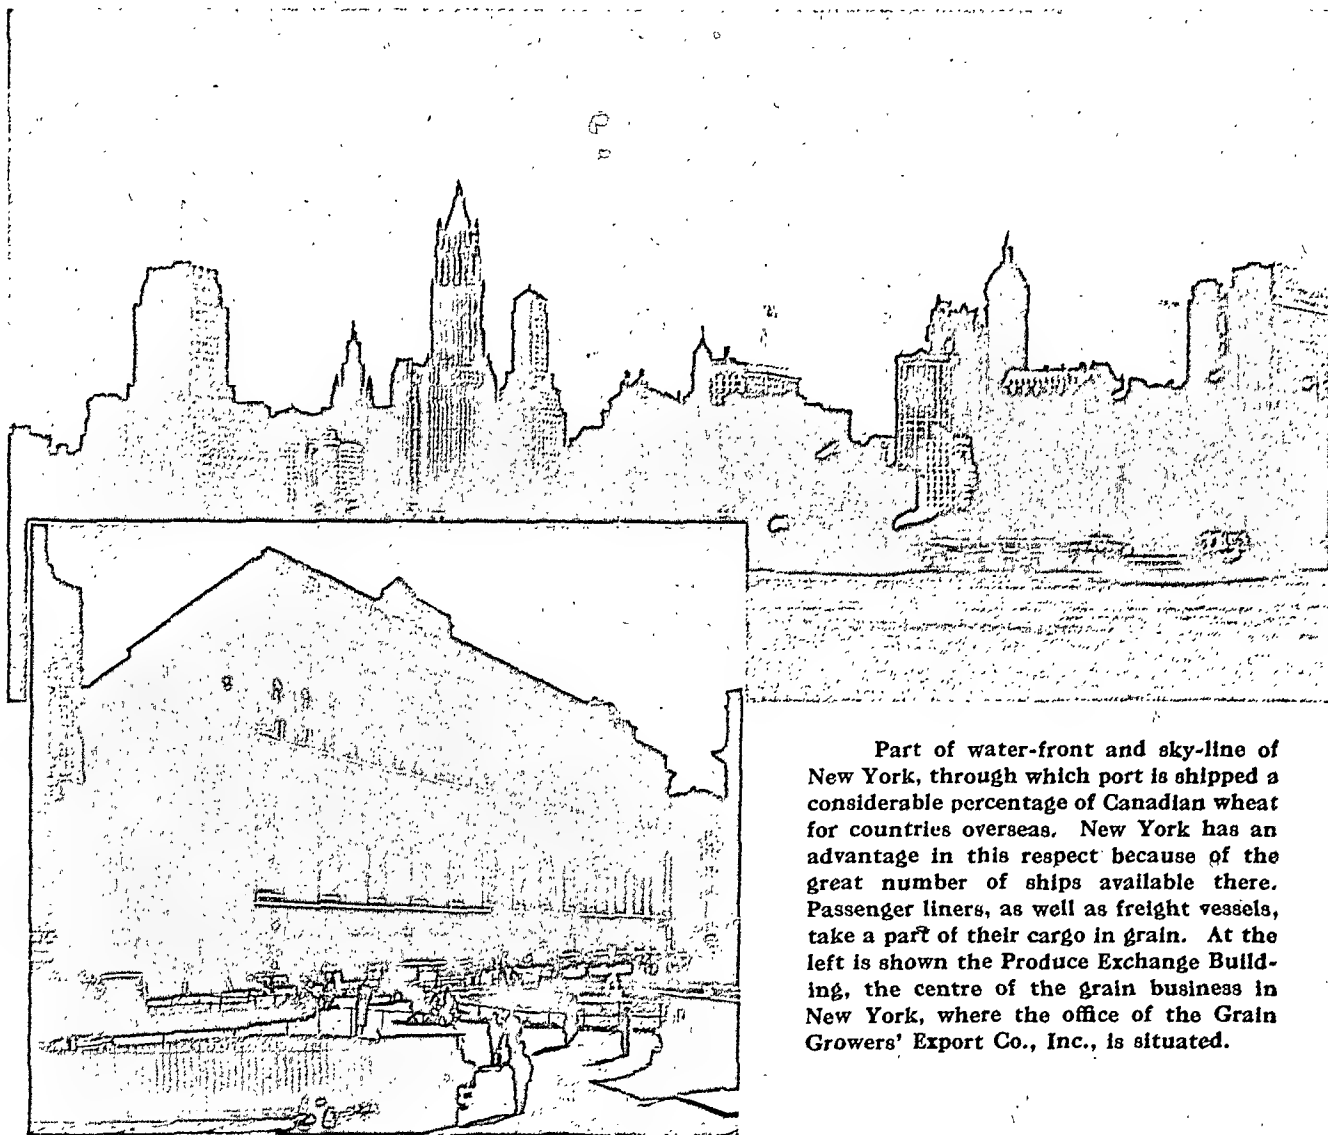 Part of water-front and sky-line of
New York, through which port is shipped a
considerable percentage of Canadian wheat
for countries overseas. New York has an
advantage in this respect because of the
great number of ships available there.
Passenger liners, as well as freight vessels,
take a part of their cargo in grain. At the
left is shown the Produce Exchange Build-
ing, the centre of the grain business in
New York, where the office of the Grain
Growers' Export Co., Inc., is situated.